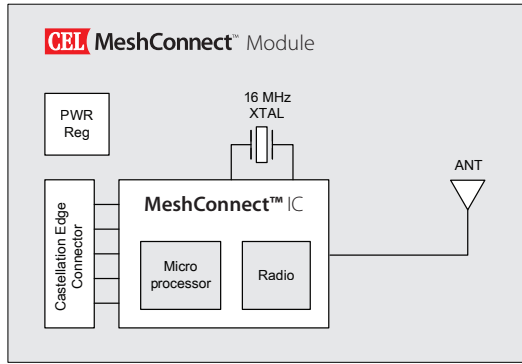 CEL MeshConnect™ Module
PWR
Reg
16 MHz
XTAL
ANT
Castellation Edge
Connector
MeshConnect™ IC
Micro
processor
Radio